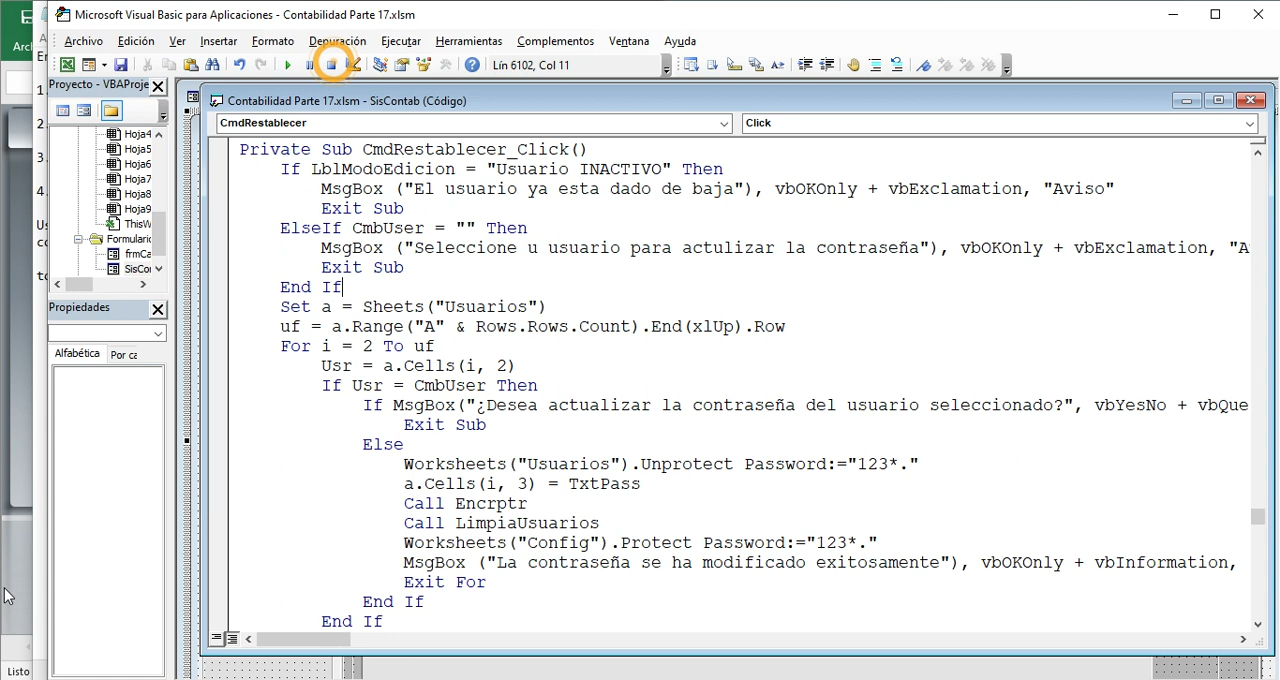 Microsoft Visual Basic para Aplicaciones - Contabilidad Parte 17.xlsm
Archivo Edición Ver Insertar Formato Depuración Ejecutar Herramientas Complementos Ventana Ayuda
Lín 6102, Col 11
Proyecto - VBAProje
Hoja4
Hoja5
Hoja6
Hoja7
Hoja8
Hoja9
ThisW
Formulario
frmCa
SisCor
Propiedades
Alfabética Por ca
Listo
Contabilidad Parte 17.xlsm - SisContab (Código)
CmdRestablecer Click
Private Sub CmdRestablecer_Click()
If LblModoEdicion = "Usuario INACTIVO" Then
MsgBox ("El usuario ya esta dado de baja"), vbOKOnly + vbExclamation, "Aviso"
Exit Sub
ElseIf CmbUser = "" Then
MsgBox ("Seleccione u usuario para actulizar la contraseña"), vbOKOnly + vbExclamation, "A
Exit Sub
End If
Set a = Sheets("Usuarios")
uf = a.Range("A" & Rows.Rows.Count).End(xlUp).Row
For i = 2 To uf
Usr = a.Cells(i, 2)
If Usr = CmbUser Then
If MsgBox("¿Desea actualizar la contraseña del usuario seleccionado?", vbYesNo + vbQue
Exit Sub
Else
Worksheets("Usuarios").Unprotect Password:="123*."
a.Cells(i, 3) = TxtPass
Call Encrptr
Call LimpiaUsuarios
Worksheets("Config").Protect Password:="123*."
MsgBox ("La contraseña se ha modificado exitosamente"), vbOKOnly + vbInformation,
Exit For
End If
End If